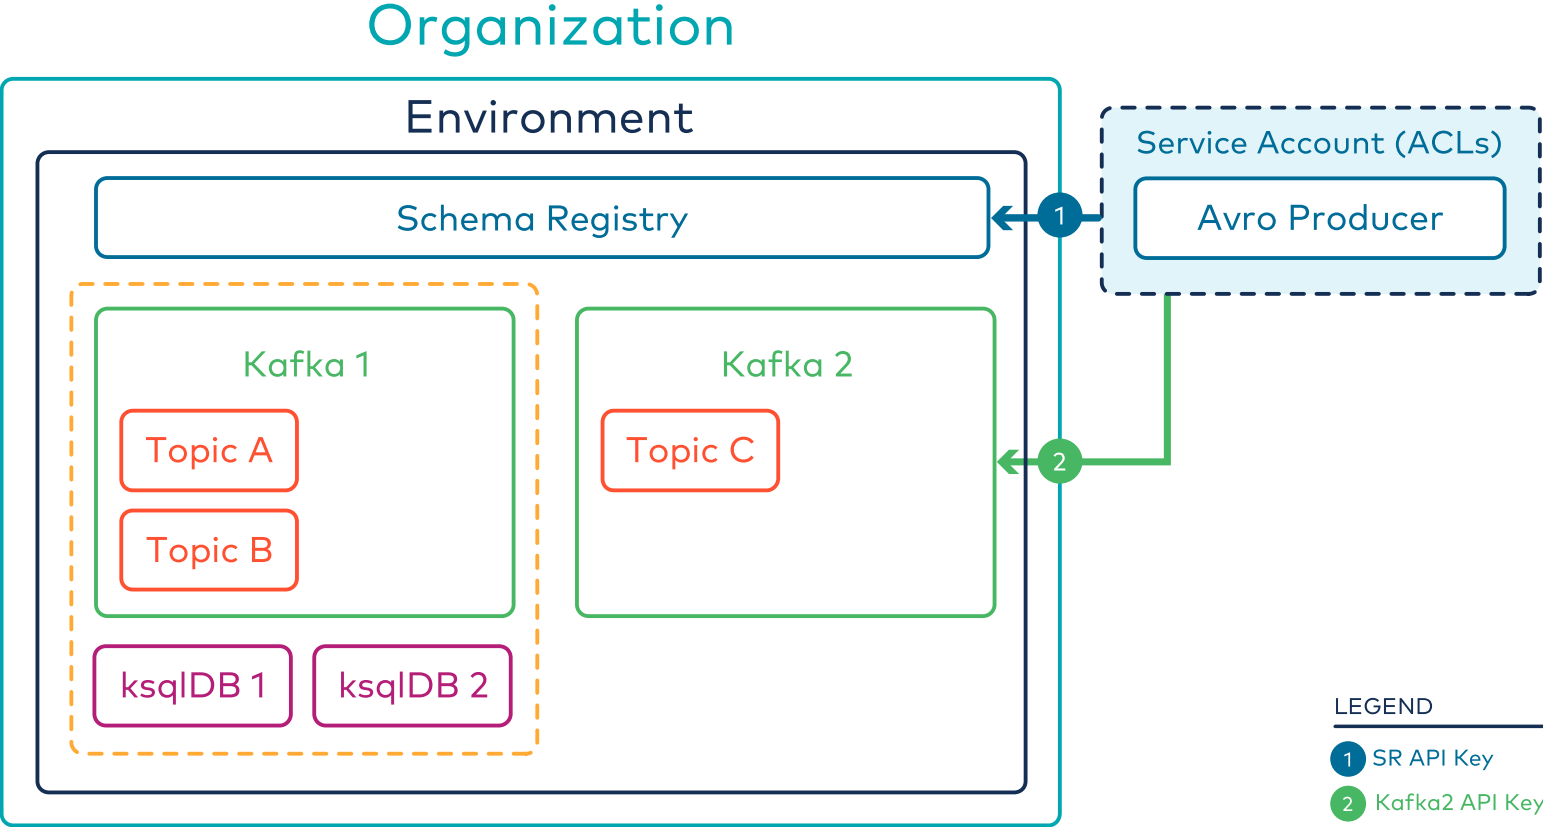 Organization
Environment
Service Account (ACLs)
Schema Registry
1
Avro Producer
Kafka 1
Kafka 2
Topic A
Topic C
2
Topic B
ksqlDB 1
ksqlDB 2
LEGEND
1 SR API Key
2 Kafka2 API Key